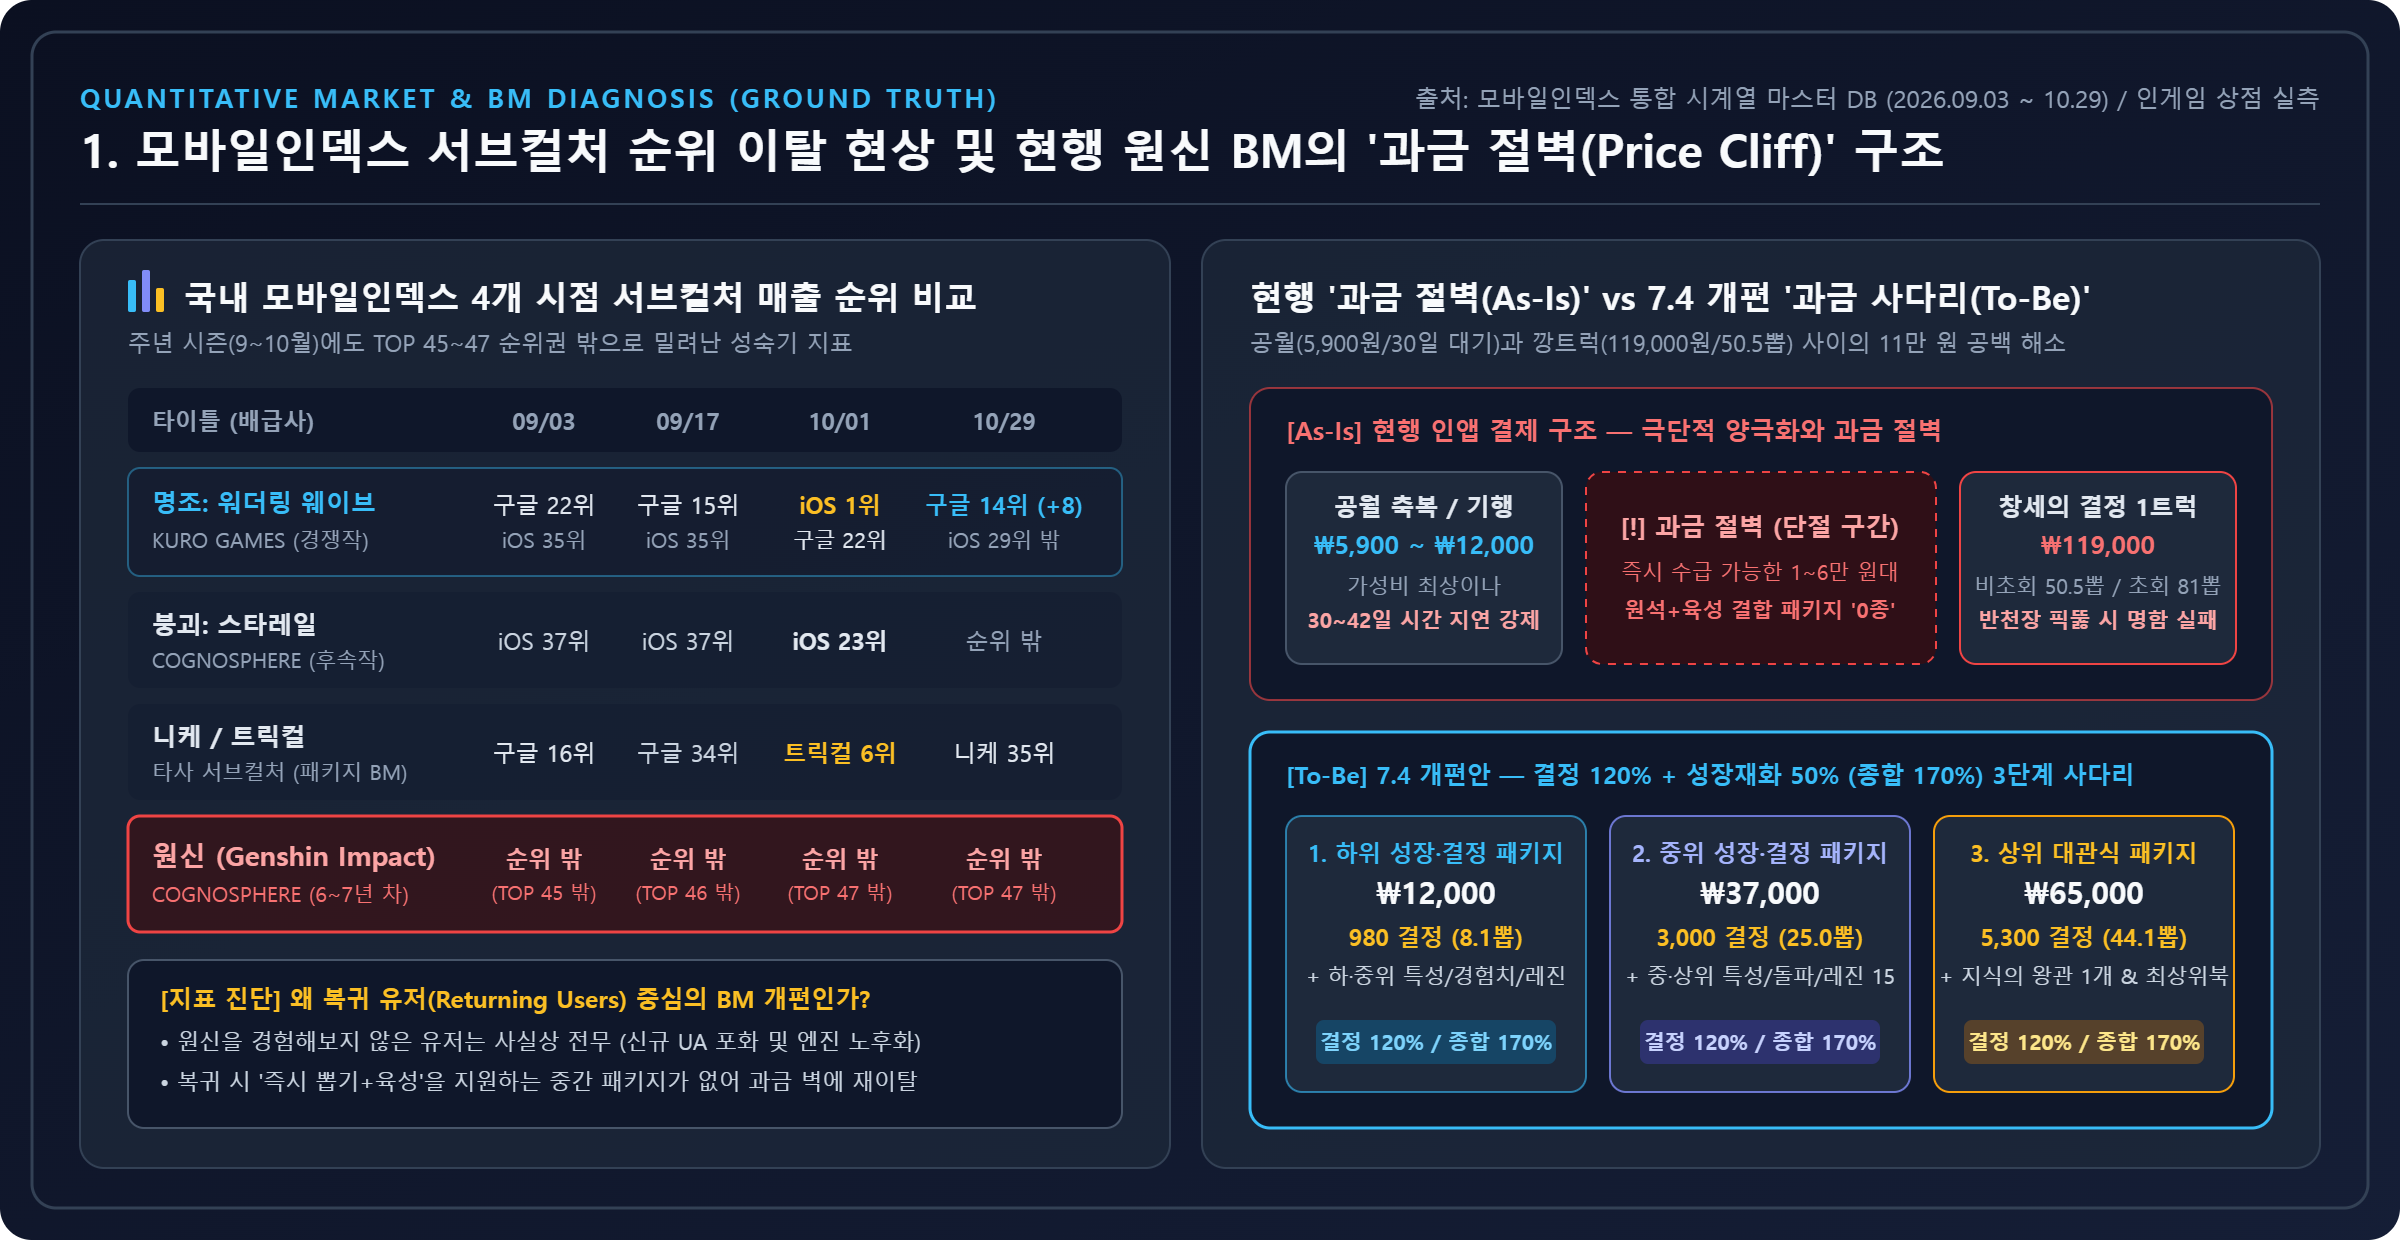 QUANTITATIVE MARKET & BM DIAGNOSIS (GROUND TRUTH)
출처: 모바일인덱스 통합 시계열 마스터 DB (2026.09.03 ~ 10.29) / 인게임 상점 실측
1. 모바일인덱스 서브컬처 순위 이탈 현상 및 현행 원신 BM의 '과금 절벽(Price Cliff)' 구조
국내 모바일인덱스 4개 시점 서브컬처 매출 순위 비교
주년 시즌(9~10월)에도 TOP 45~47 순위권 밖으로 밀려난 성숙기 지표
타이틀 (배급사) 09/03 09/17 10/01 10/29
명조: 워더링 웨이브 구글 22위 구글 15위 iOS 1위 구글 14위 (+8)
KURO GAMES (경쟁작) iOS 35위 iOS 35위 구글 22위 iOS 29위 밖
붕괴: 스타레일
COGNOSPHERE (후속작)
iOS 37위 iOS 37위 iOS 23위 순위 밖
니케 / 트릭컬
타사 서브컬처 (패키지 BM)
구글 16위 구글 34위 트릭컬 6위 니케 35위
원신 (Genshin Impact) 순위 밖 순위 밖 순위 밖 순위 밖
COGNOSPHERE (6~7년 차) (TOP 45 밖) (TOP 46 밖) (TOP 47 밖) (TOP 47 밖)
[지표 진단] 왜 복귀 유저(Returning Users) 중심의 BM 개편인가?
• 원신을 경험해보지 않은 유저는 사실상 전무 (신규 UA 포화 및 엔진 노후화)
• 복귀 시 '즉시 뽑기+육성'을 지원하는 중간 패키지가 없어 과금 벽에 재이탈
현행 '과금 절벽(As-Is)' vs 7.4 개편 '과금 사다리(To-Be)'
공월(5,900원/30일 대기)과 깡트럭(119,000원/50.5뽑) 사이의 11만 원 공백 해소
[As-Is] 현행 인앱 결제 구조 — 극단적 양극화와 과금 절벽
공월 축복 / 기행
₩5,900 ~ ₩12,000
가성비 최상이나
30~42일 시간 지연 강제
[!] 과금 절벽 (단절 구간)
즉시 수급 가능한 1~6만 원대
원석+육성 결합 패키지 '0종'
창세의 결정 1트럭
₩119,000
비초회 50.5뽑 / 초회 81뽑
반천장 픽뚫 시 명함 실패
[To-Be] 7.4 개편안 — 결정 120% + 성장재화 50% (종합 170%) 3단계 사다리
1. 하위 성장·결정 패키지
₩12,000
980 결정 (8.1뽑)
+ 하·중위 특성/경험치/레진
결정 120% / 종합 170%
2. 중위 성장·결정 패키지
₩37,000
3,000 결정 (25.0뽑)
+ 중·상위 특성/돌파/레진 15
결정 120% / 종합 170%
3. 상위 대관식 패키지
₩65,000
5,300 결정 (44.1뽑)
+ 지식의 왕관 1개 & 최상위북
결정 120% / 종합 170%